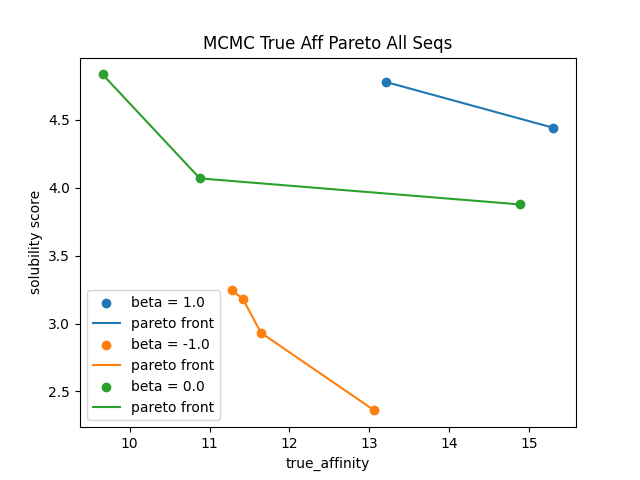 MCMC True Aff Pareto All Seqs
solubility score
4.5
4.0
3.5
3.0
2.5
beta = 1.0
pareto front
beta = -1.0
pareto front
beta = 0.0
pareto front
10 11 12 13 14 15
true_affinity